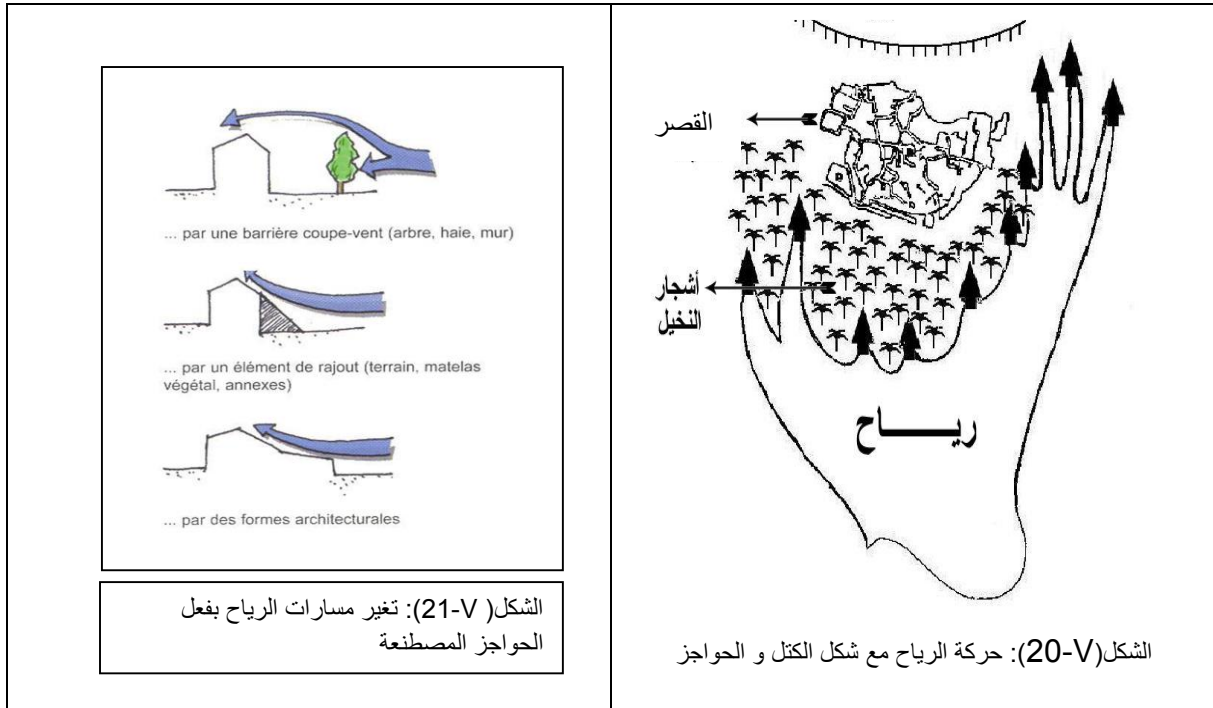 ... par une barrière coupe-vent (arbre, haie, mur)
... par un élément de rajout (terrain, matelas
végétal, annexes)
... par des formes architecturales
الشكل( V-21): تغير مسارات الرياح بفعل
الحواجز المصطنعة
القصر
أشجار
النخيل
ريـــــاح
الشكل(V-20): حركة الرياح مع شكل الكتل و الحواجز